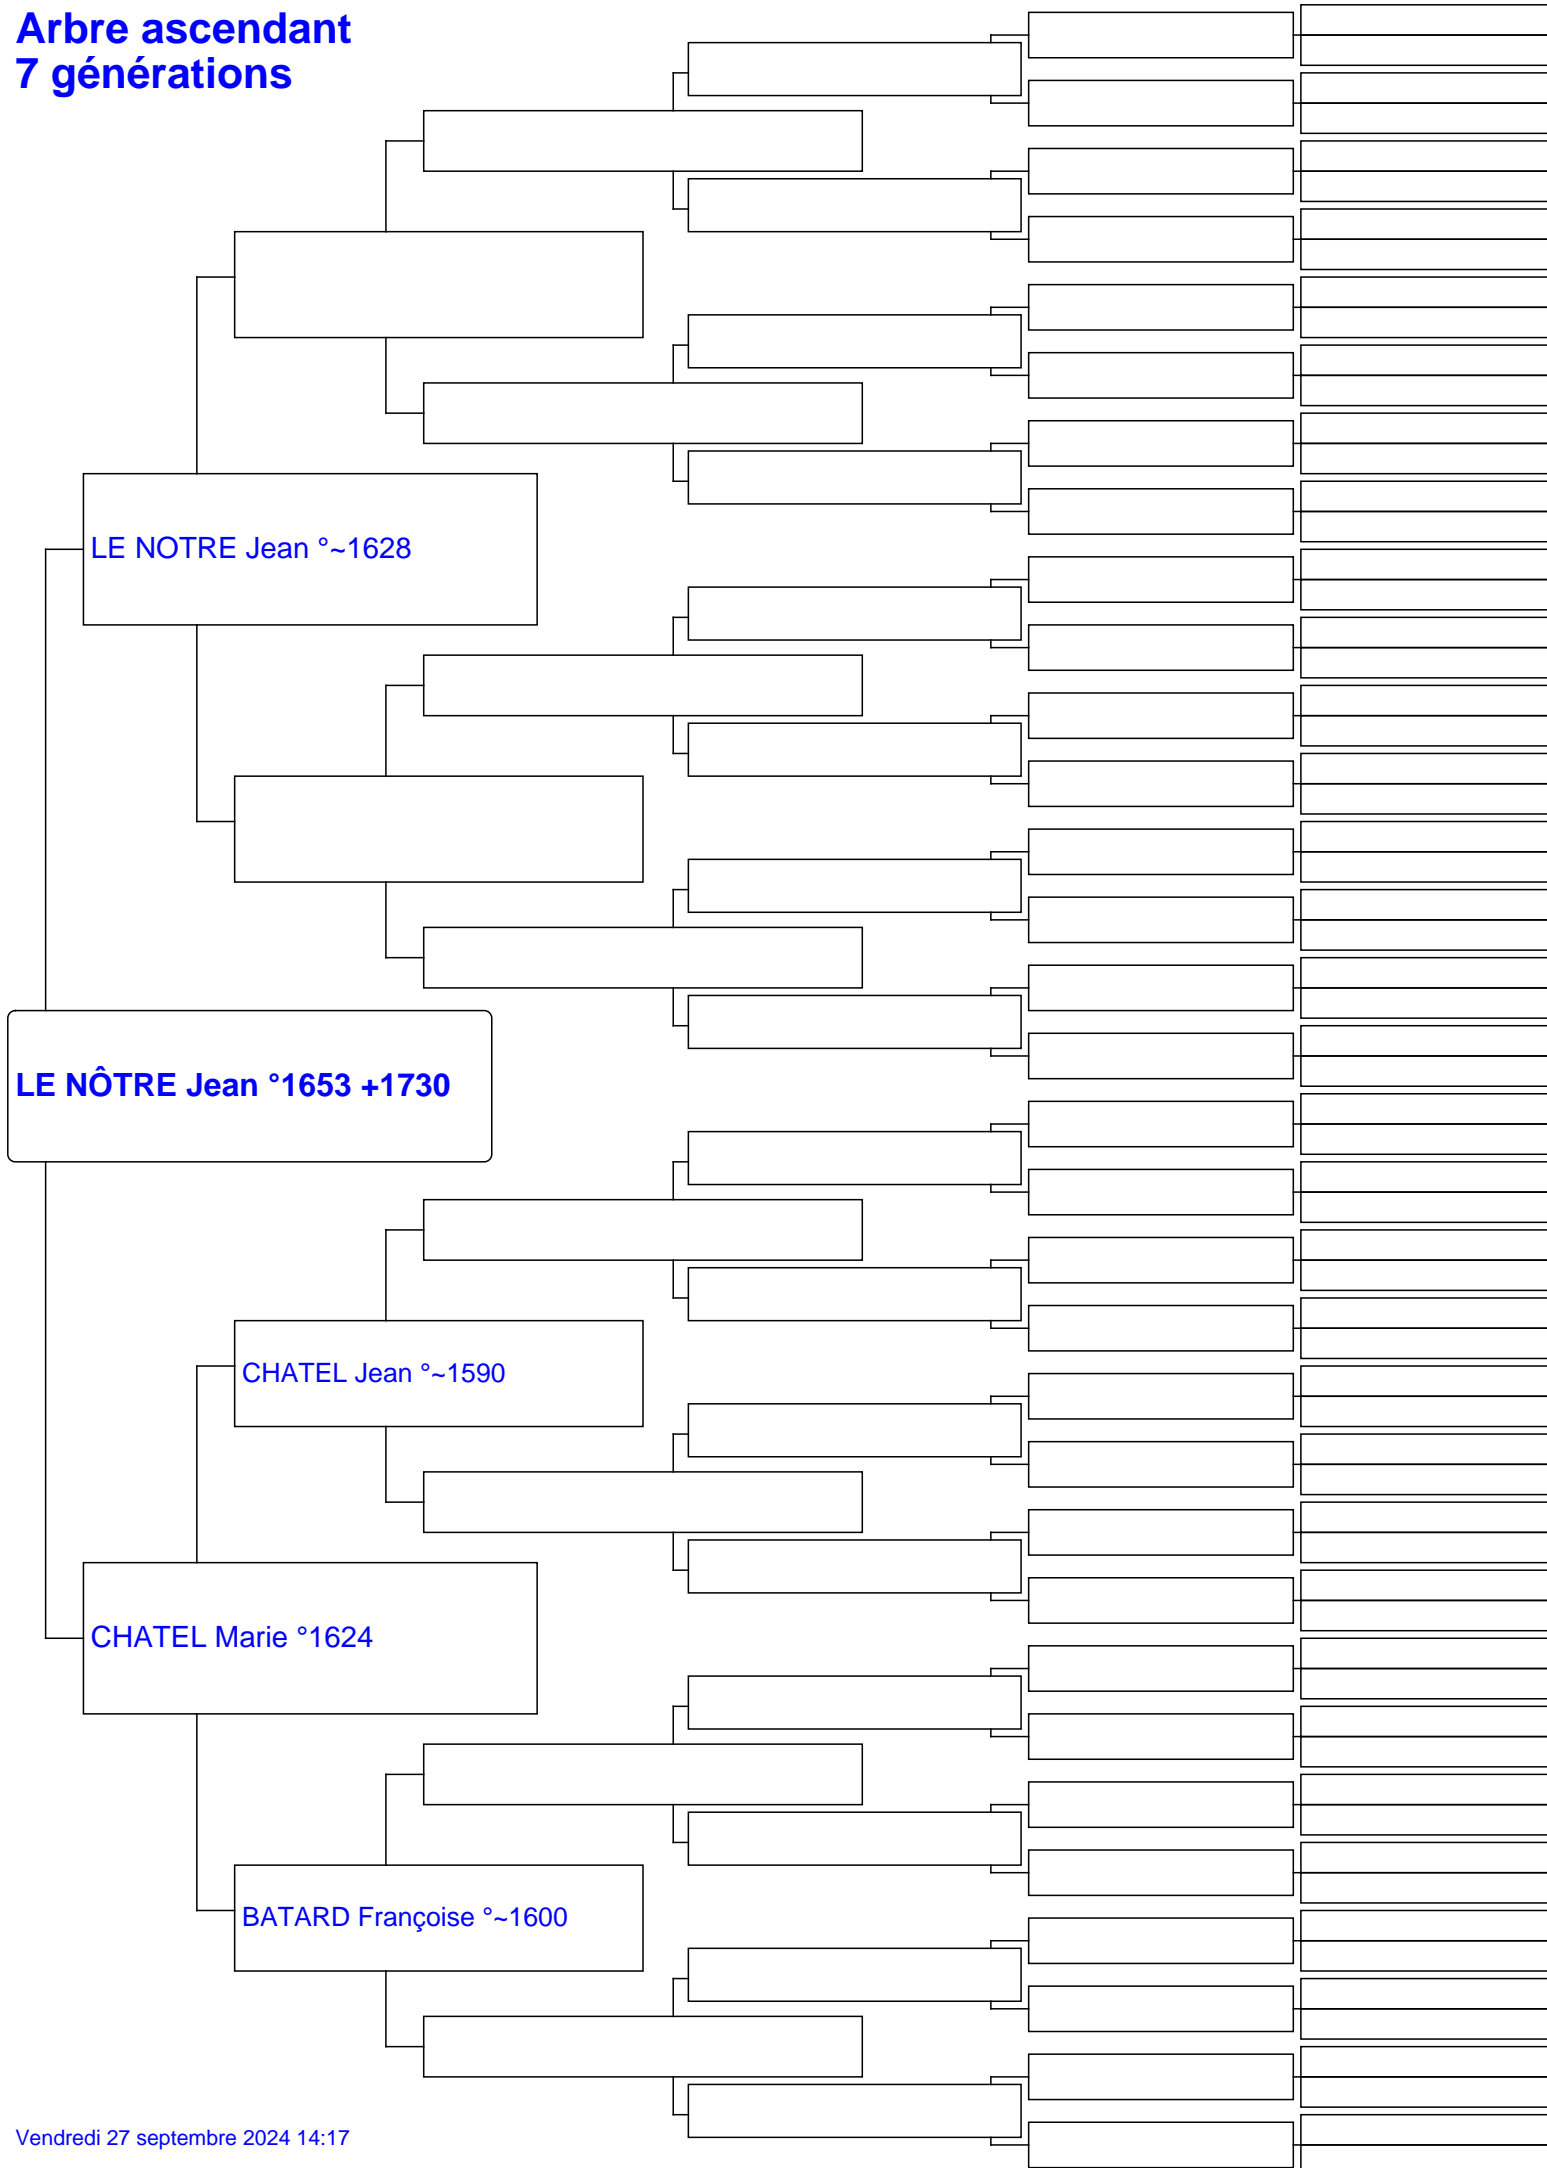 Arbre ascendant
7 générations
LE NOTRE Jean °~1628
LE NÔTRE Jean °1653 +1730
CHATEL Jean °~1590
CHATEL Marie °1624
BATARD Françoise °~1600
Vendredi 27 septembre 2024 14:17